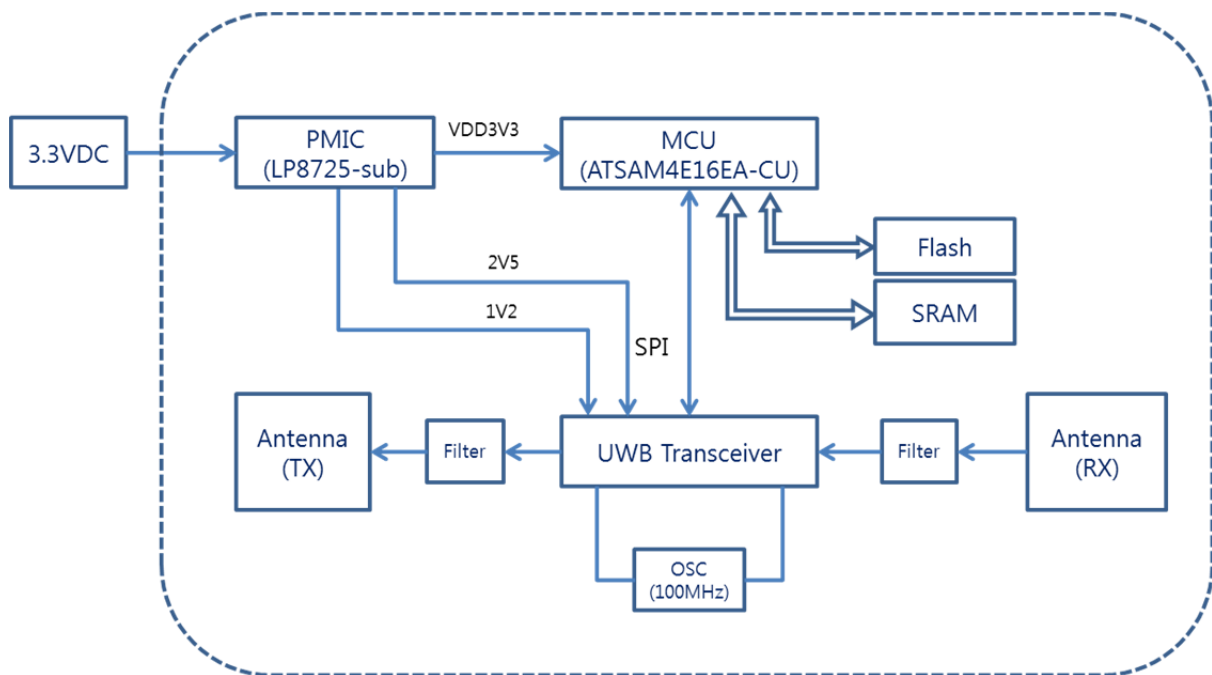 3.3VDC
PMIC
(LP8725-sub)
VDD3V3
MCU
(ATSAM4E16EA-CU)
Flash
2V5
SRAM
1V2
SPI
Antenna
(TX)
Filter
UWB Transceiver
Filter
Antenna
(RX)
OSC
(100MHz)